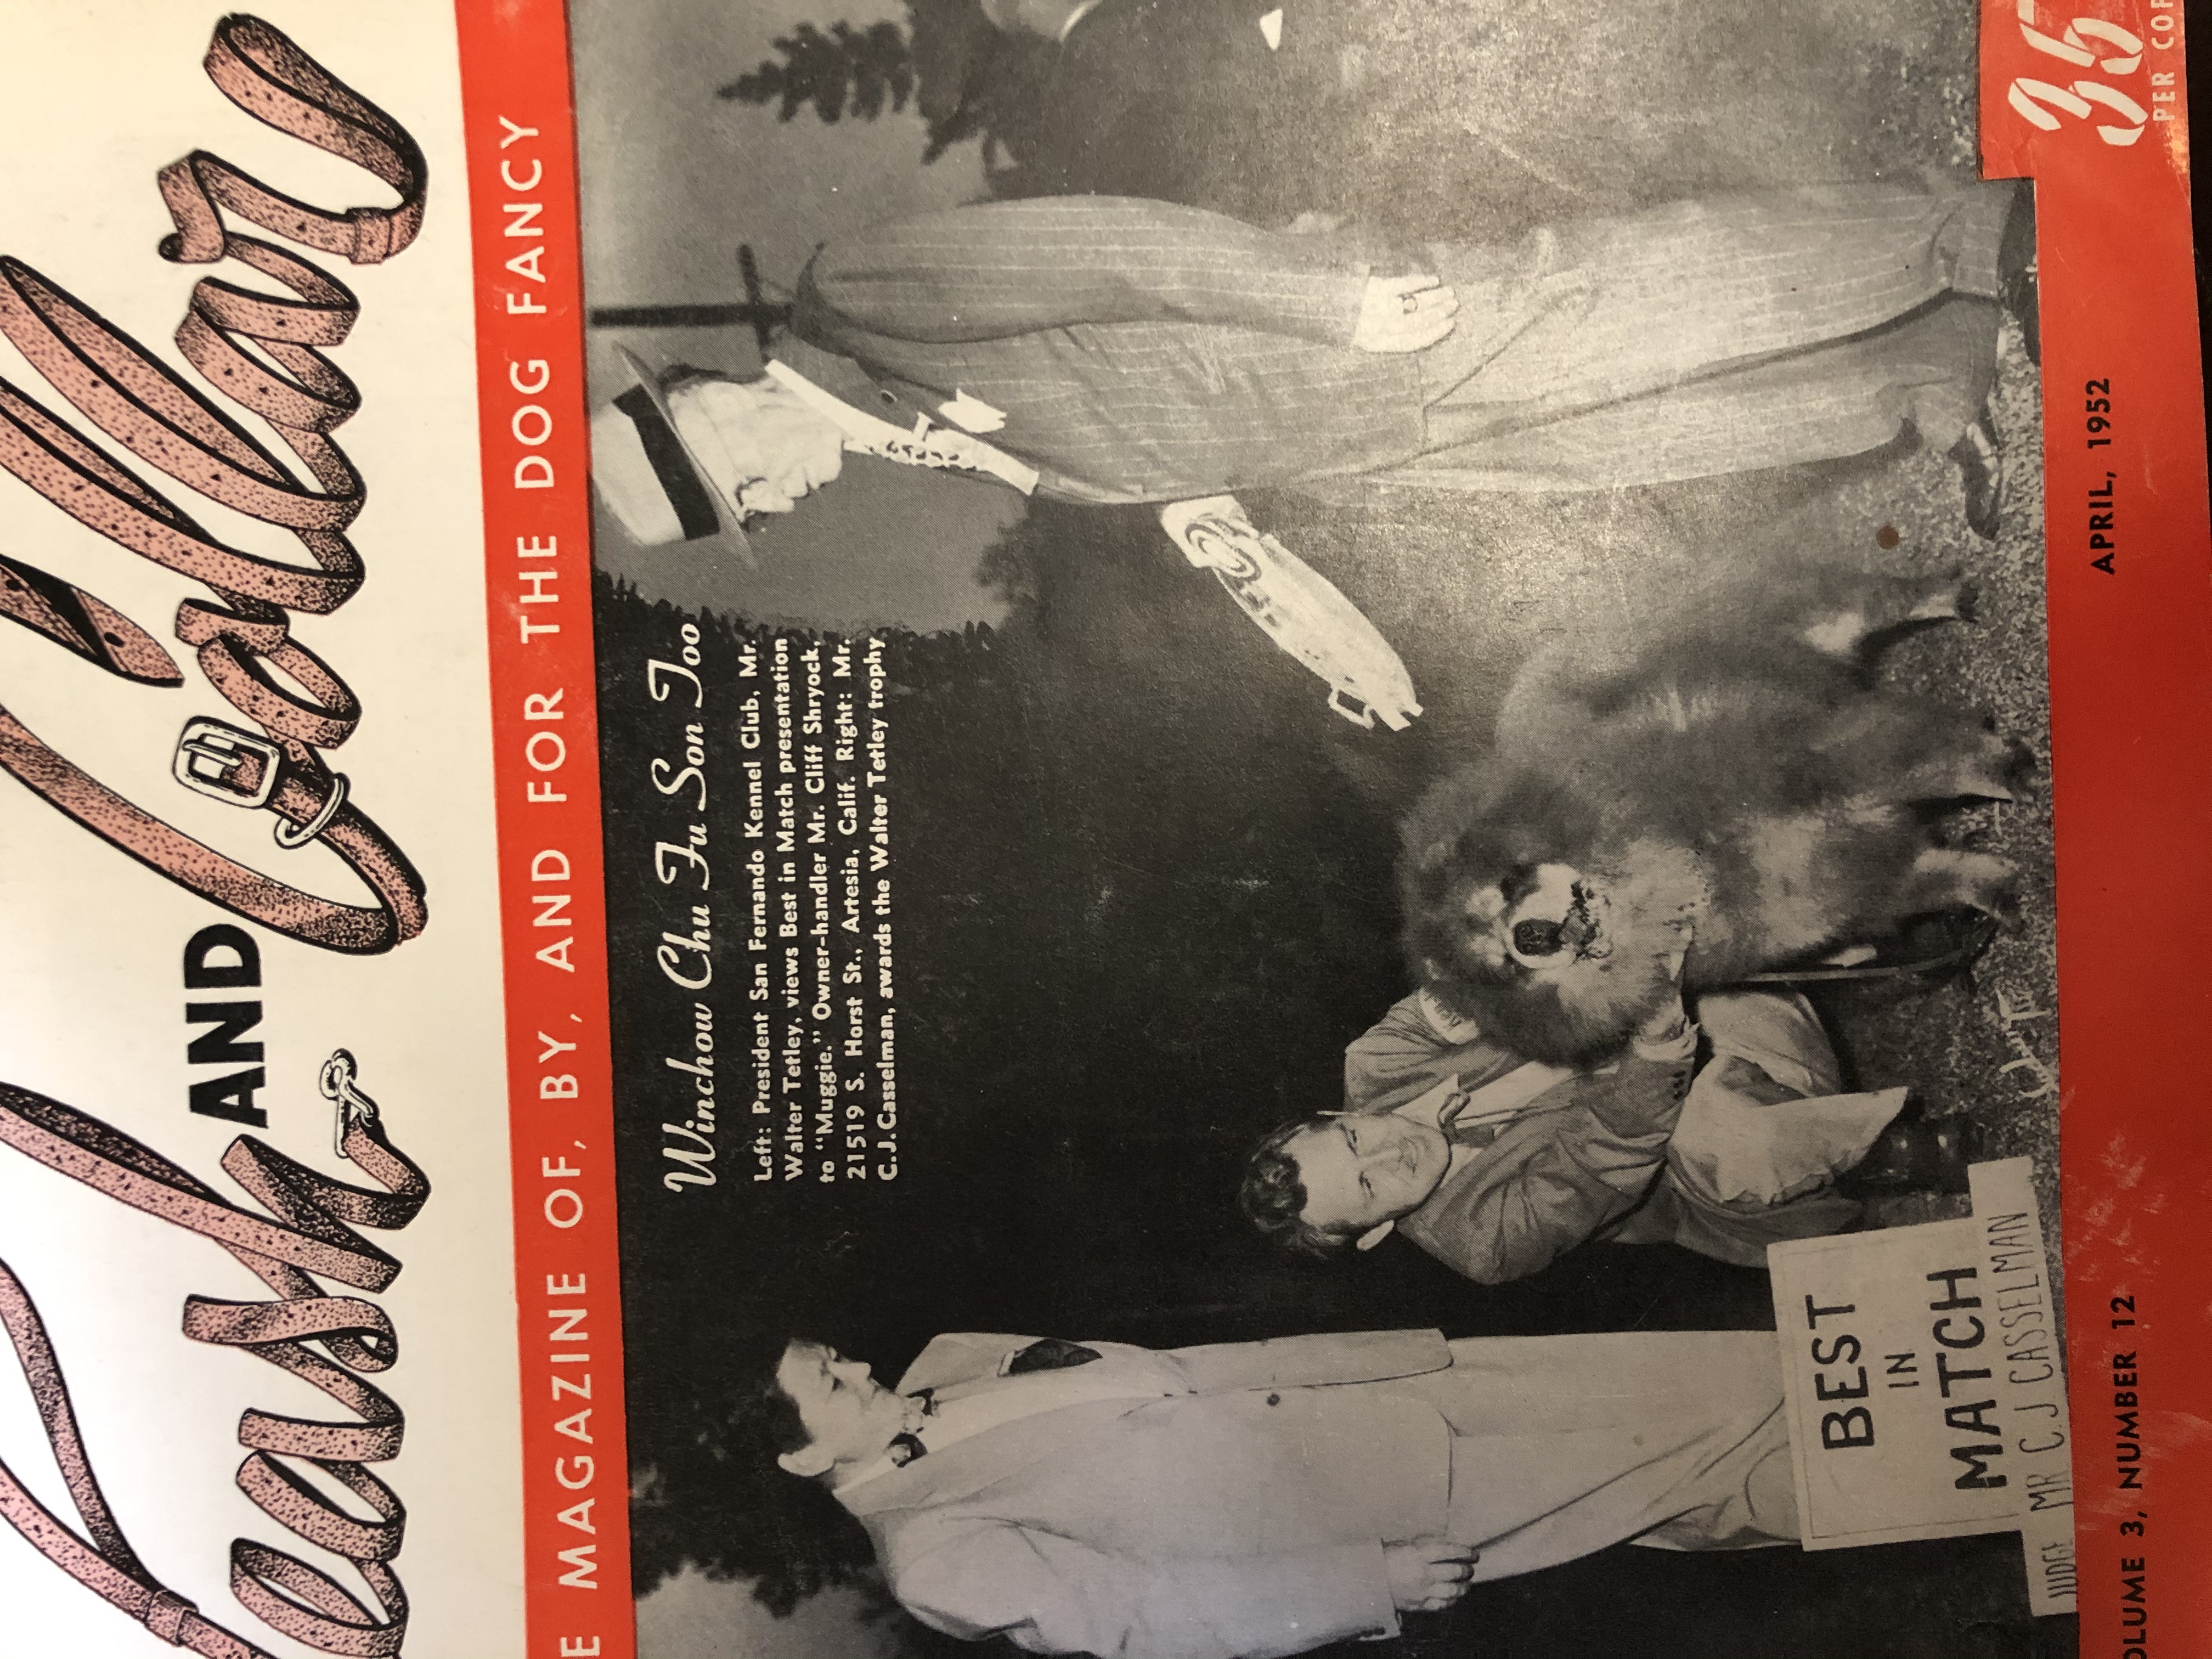 Leash AND Collar
E MAGAZINE OF, BY, AND FOR THE DOG FANCY
Winchow Chu Fu Son Too
Left: President San Fernando Kennel Club, Mr.
Walter Tetley, views Best in Match presentation
to “Muggie.” Owner-handler Mr. Cliff Shryock,
21519 S. Horst St., Artesia, Calif. Right: Mr.
C.J.Casselman, awards the Walter Tetley trophy
BEST
IN
MATCH
JUDGE MR C. J CASSELMAN
OLUME 3, NUMBER 12
APRIL, 1952
35
PER COP